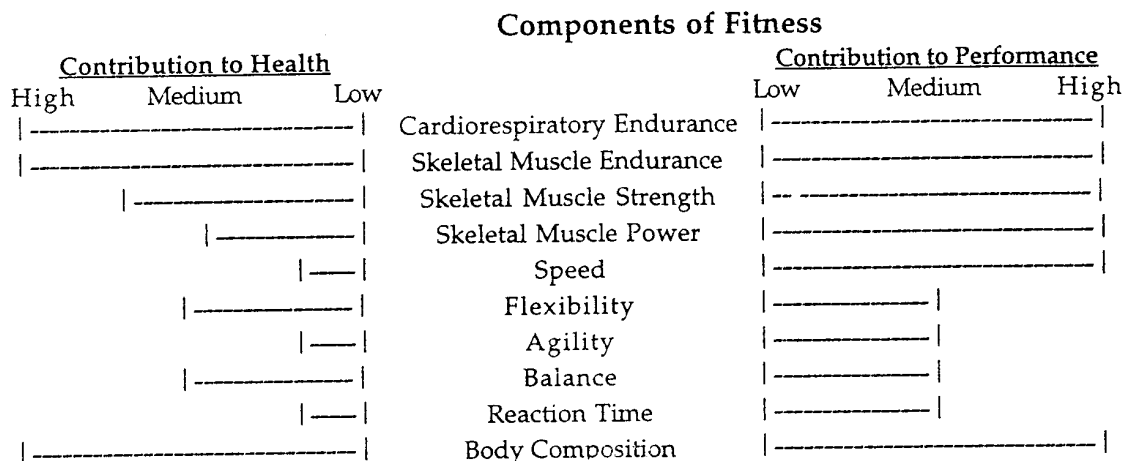 Components of Fitness
Contribution to Health Contribution to Performance
High Medium Low Low Medium High
Cardiorespiratory Endurance
Skeletal Muscle Endurance
Skeletal Muscle Strength
Skeletal Muscle Power
Speed
Flexibility
Agility
Balance
Reaction Time
Body Composition